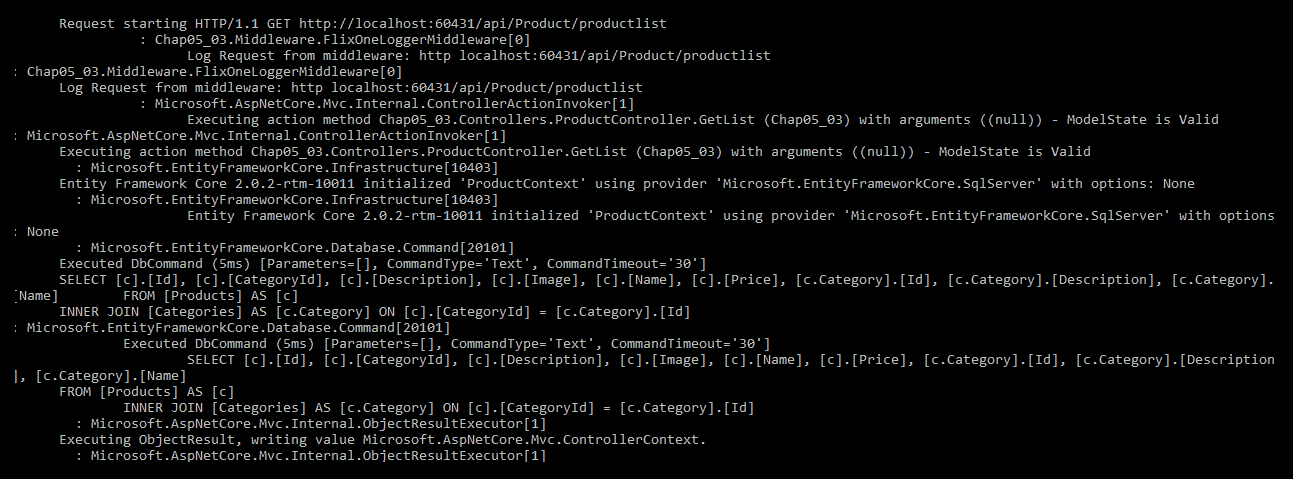 Request starting HTTP/1.1 GET http://localhost:60431/api/Product/productlist
: Chap05_03.Middleware.FlixOneLoggerMiddleware[0]
Log Request from middleware: http localhost:60431/api/Product/productlist
: Chap05_03.Middleware.FlixOneLoggerMiddleware[0]
Log Request from middleware: http localhost:60431/api/Product/productlist
: Microsoft.AspNetCore.Mvc.Internal.ControllerActionInvoker[1]
Executing action method Chap05_03.Controllers.ProductController.GetList (Chap05_03) with arguments ((null)) - ModelState is Valid
: Microsoft.AspNetCore.Mvc.Internal.ControllerActionInvoker[1]
Executing action method Chap05_03.Controllers.ProductController.GetList (Chap05_03) with arguments ((null)) - ModelState is Valid
: Microsoft.EntityFrameworkCore.Infrastructure[10403]
Entity Framework Core 2.0.2-rtm-10011 initialized 'ProductContext' using provider 'Microsoft.EntityFrameworkCore.SqlServer' with options: None
: Microsoft.EntityFrameworkCore.Infrastructure[10403]
Entity Framework Core 2.0.2-rtm-10011 initialized 'ProductContext' using provider 'Microsoft.EntityFrameworkCore.SqlServer' with options
: None
: Microsoft.EntityFrameworkCore.Database.Command[20101]
Executed DbCommand (5ms) [Parameters=[], CommandType='Text', CommandTimeout='30']
SELECT [c].[Id], [c].[CategoryId], [c].[Description], [c].[Image], [c].[Name], [c].[Price], [c.Category].[Id], [c.Category].[Description], [c.Category].
[Name] FROM [Products] AS [c]
INNER JOIN [Categories] AS [c.Category] ON [c].[CategoryId] = [c.Category].[Id]
: Microsoft.EntityFrameworkCore.Database.Command[20101]
Executed DbCommand (5ms) [Parameters=[], CommandType='Text', CommandTimeout='30']
SELECT [c].[Id], [c].[CategoryId], [c].[Description], [c].[Image], [c].[Name], [c].[Price], [c.Category].[Id], [c.Category].[Description
], [c.Category].[Name]
FROM [Products] AS [c]
INNER JOIN [Categories] AS [c.Category] ON [c].[CategoryId] = [c.Category].[Id]
: Microsoft.AspNetCore.Mvc.Internal.ObjectResultExecutor[1]
Executing ObjectResult, writing value Microsoft.AspNetCore.Mvc.ControllerContext.
: Microsoft.AspNetCore.Mvc.Internal.ObjectResultExecutor[1]